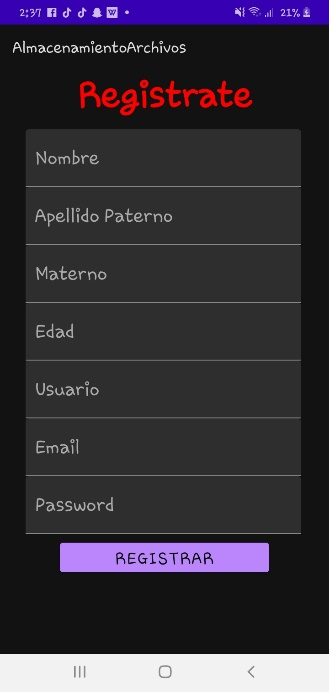 2:37 21%
AlmacenamientoArchivos
Registrate
Nombre
Apellido Paterno
Materno
Edad
Usuario
Email
Password
REGISTRAR